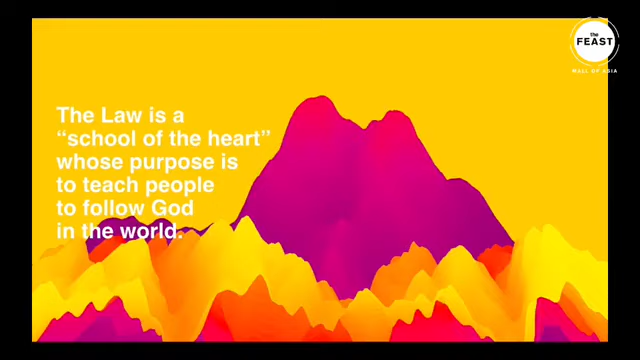 the
FEAST
MALL OF ASIA
The Law is a
“school of the heart”
whose purpose is
to teach people
to follow God
in the world.